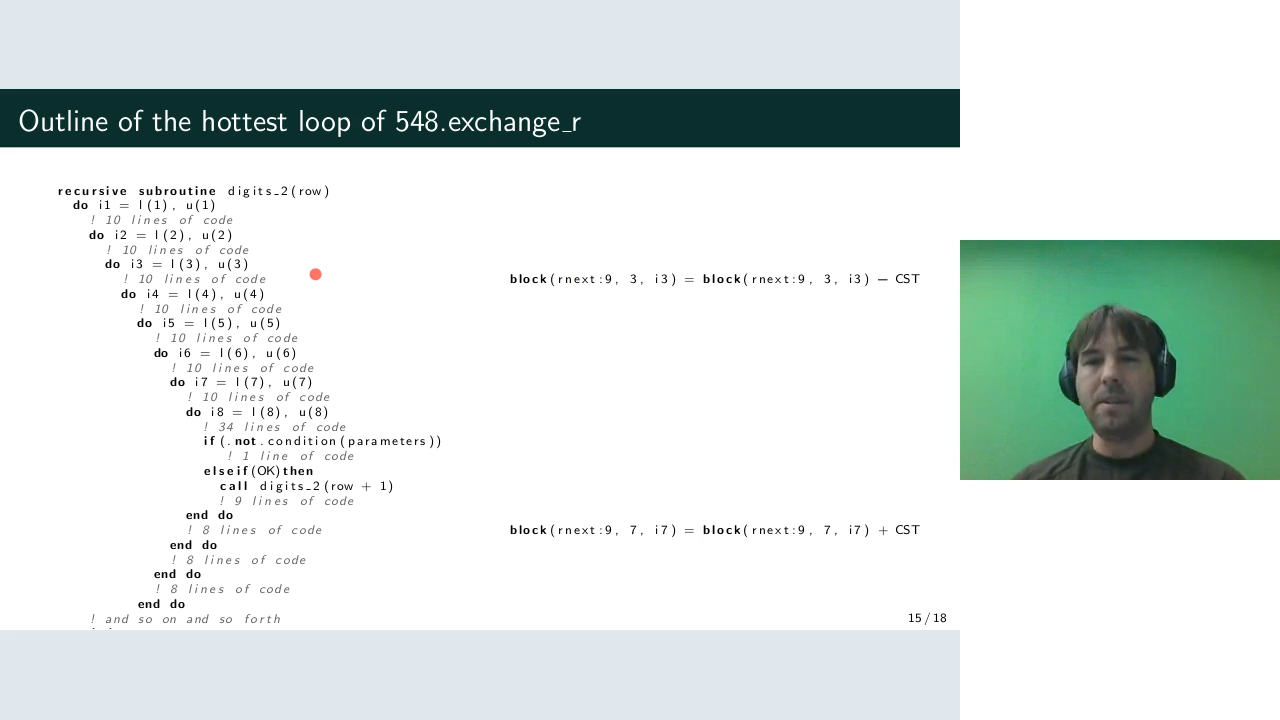 Outline of the hottest loop of 548.exchange_r
recursive subroutine digits_2(row)
do i1 = l(1), u(1)
! 10 lines of code
do i2 = l(2), u(2)
! 10 lines of code
do i3 = l(3), u(3)
! 10 lines of code
block(rnext:9, 3, i3) = block(rnext:9, 3, i3) − CST
do i4 = l(4), u(4)
! 10 lines of code
do i5 = l(5), u(5)
! 10 lines of code
do i6 = l(6), u(6)
! 10 lines of code
do i7 = l(7), u(7)
! 10 lines of code
do i8 = l(8), u(8)
! 34 lines of code
if(.not.condition(parameters))
! 1 line of code
elseif(OK)then
call digits_2(row + 1)
! 9 lines of code
end do
! 8 lines of code
block(rnext:9, 7, i7) = block(rnext:9, 7, i7) + CST
end do
! 8 lines of code
end do
! 8 lines of code
end do
! and so on and so forth
15/18